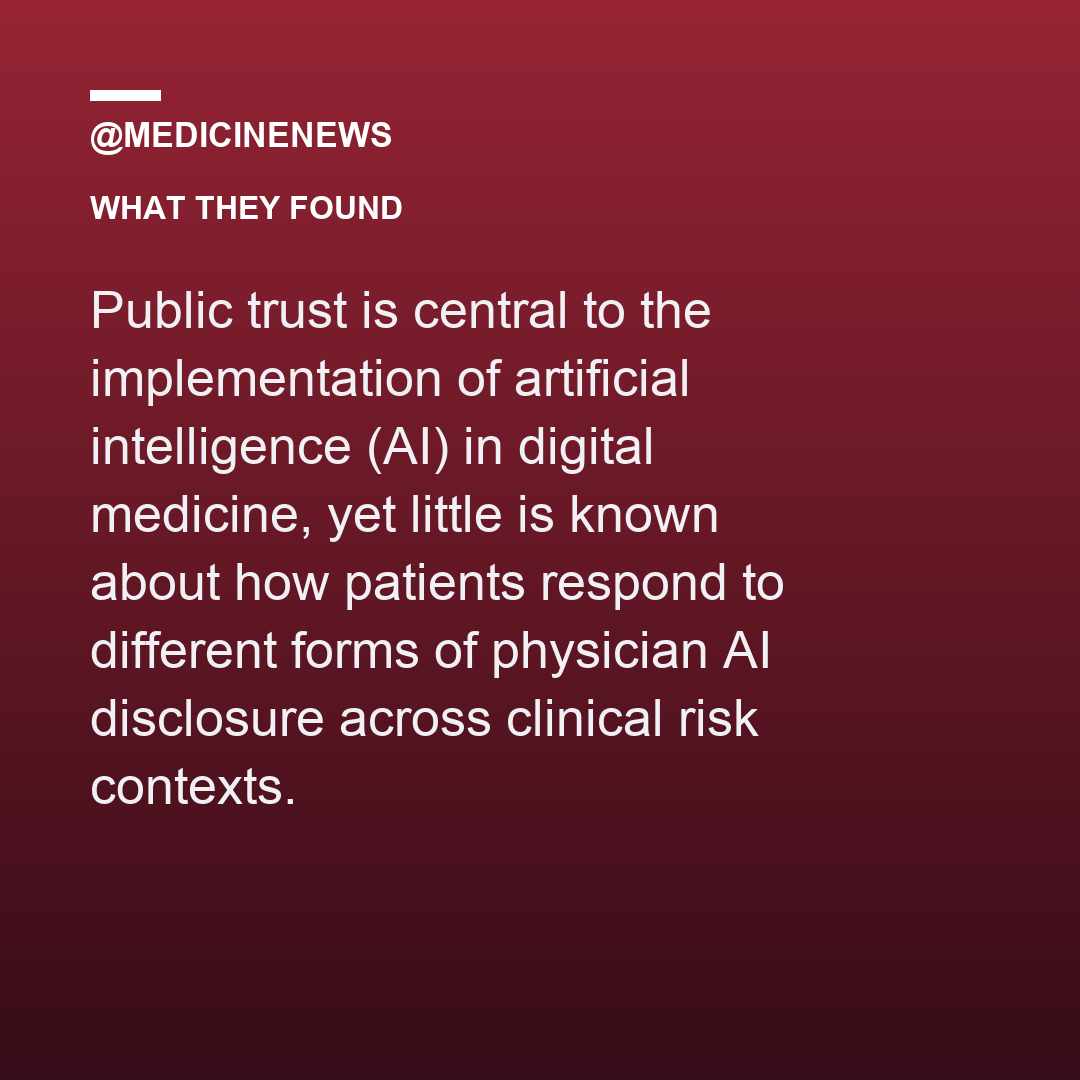 @MEDICINENEWS
WHAT THEY FOUND
Public trust is central to the
implementation of artificial
intelligence (AI) in digital
medicine, yet little is known
about how patients respond to
different forms of physician AI
disclosure across clinical risk
contexts.